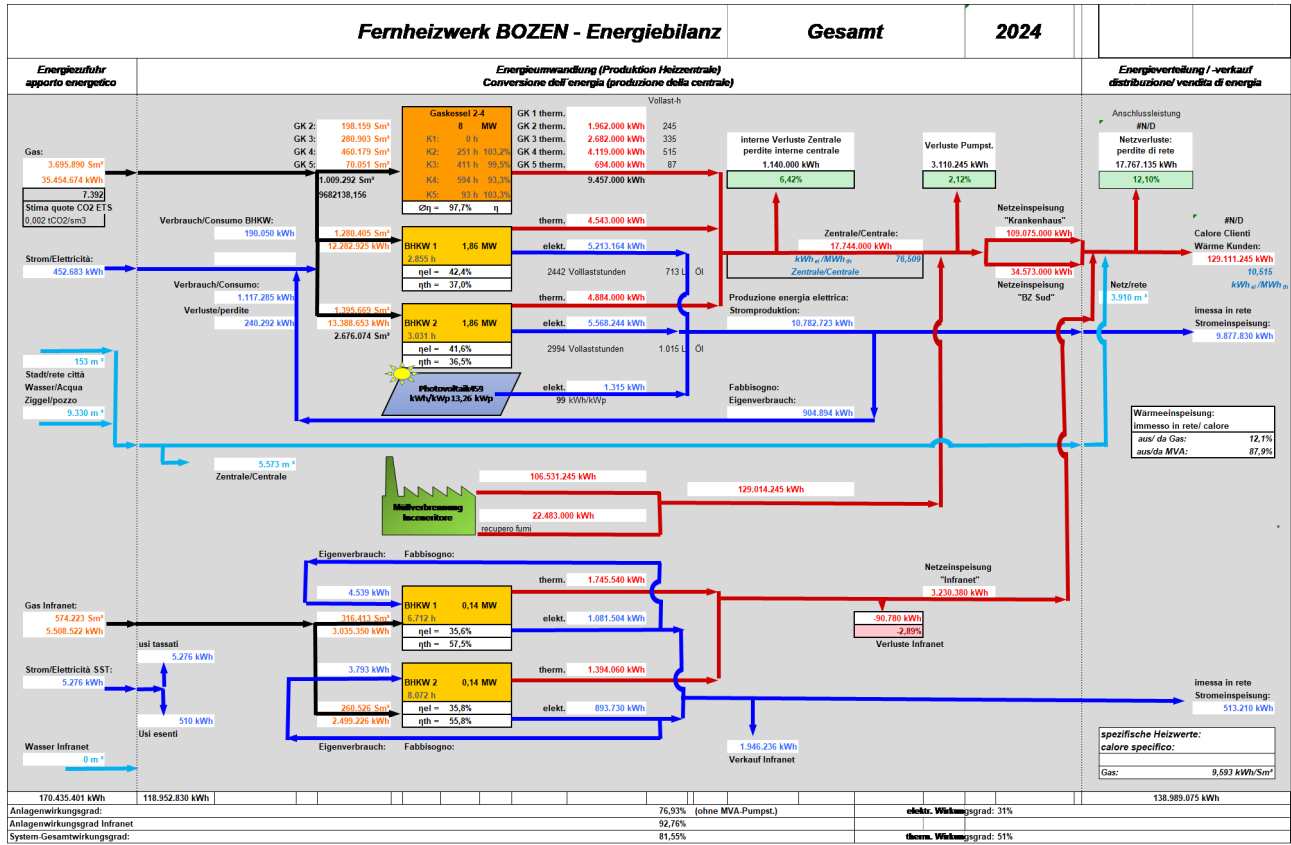 Fernheizwerk BOZEN - Energiebilanz Gesamt 2024
Energiezufuhr
apporto energetico
Energieumwandlung (Produktion Heizzentrale)
Conversione dell´energia (produzione della centrale)
Energieverteilung / -verkauf
distribuzione/ vendita di energia
Gas:
3.695.890 Sm³
35.454.674 kWh
7.392
Stima quote CO2 ETS
0,002 tCO2/sm3
GK 2: 198.159 Sm³
GK 3: 280.903 Sm³
GK 4: 460.179 Sm³
GK 5: 70.051 Sm³
1.009.292 Sm³
9682138,156
Gaskessel 2-4
8 MW
K1: 0 h
K2: 251 h 103,2%
K3: 411 h 99,5%
K4: 594 h 93,3%
K5: 93 h 103,3%
Øη = 97,7% η
Vollast-h
GK 1 therm.
GK 2 therm. 1.962.000 kWh 245
GK 3 therm. 2.682.000 kWh 335
GK 4 therm. 4.119.000 kWh 515
GK 5 therm. 694.000 kWh 87
9.457.000 kWh
interne Verluste Zentrale
perdite interne centrale
1.140.000 kWh
6,42%
Verluste Pumpst.
3.110.245 kWh
2,12%
Anschlussleistung
#N/D
Netzverluste:
perdite di rete
17.767.135 kWh
12,10%
Verbrauch/Consumo BHKW:
190.050 kWh
1.280.405 Sm³
12.282.925 kWh
BHKW 1 1,86 MW
2.855 h
ηel = 42,4%
ηth = 37,0%
therm. 4.543.000 kWh
elekt. 5.213.164 kWh
2442 Vollaststunden 713 L Öl
Zentrale/Centrale:
17.744.000 kWh
kWh el /MWh th 76,509
Zentrale/Centrale
Netzeinspeisung
"Krankenhaus"
109.075.000 kWh
34.573.000 kWh
Netzeinspeisung
"BZ Sud"
#N/D
Calore Clienti
Wärme Kunden:
129.111.245 kWh
10,515
kWh el /MWh th
Netz/rete
3.910 m ³
Strom/Elettricità:
452.683 kWh
Verbrauch/Consumo:
1.117.285 kWh
Verluste/perdite
240.292 kWh
1.395.669 Sm³
13.388.653 kWh
2.676.074 Sm³
BHKW 2 1,86 MW
3.031 h
ηel = 41,6%
ηth = 36,5%
therm. 4.884.000 kWh
elekt. 5.568.244 kWh
2994 Vollaststunden 1.015 L Öl
Produzione energia elettrica:
Stromproduktion:
10.782.723 kWh
imessa in rete
Stromeinspeisung:
9.877.830 kWh
153 m ³
Stadt/rete città
Wasser/Acqua
Ziggel/pozzo
9.330 m ³
Photovoltaik459
kWh/kWp 13,26 kWp
elekt. 1.315 kWh
99 kWh/kWp
Fabbisogno:
Eigenverbrauch:
904.894 kWh
Wärmeeinspeisung:
immesso in rete/ calore
aus/ da Gas: 12,1%
aus/da MVA: 87,9%
5.573 m ³
Zentrale/Centrale
Müllverbrennung
Inceneritore
106.531.245 kWh
129.014.245 kWh
22.483.000 kWh
recupero fumi
Eigenverbrauch: Fabbisogno:
4.539 kWh
Gas Infranet:
574.223 Sm³
5.508.522 kWh
316.413 Sm³
3.035.350 kWh
BHKW 1 0,14 MW
6.712 h
ηel = 35,6%
ηth = 57,5%
therm. 1.745.540 kWh
elekt. 1.081.504 kWh
Netzeinspeisung
"Infranet"
3.230.380 kWh
-90.780 kWh
-2,89%
Verluste Infranet
usi tassati
5.276 kWh
Strom/Elettricità SST:
5.276 kWh
510 kWh
Usi esenti
3.793 kWh
260.526 Sm³
2.499.226 kWh
BHKW 2 0,14 MW
8.072 h
ηel = 35,8%
ηth = 55,8%
therm. 1.394.060 kWh
elekt. 893.730 kWh
Eigenverbrauch: Fabbisogno:
imessa in rete
Stromeinspeisung:
513.210 kWh
1.946.236 kWh
Verkauf Infranet
Wasser Infranet
0 m ³
spezifische Heizwerte:
calore specifico:
Gas: 9,593 kWh/Sm³
170.435.401 kWh 118.952.830 kWh 138.989.075 kWh
Anlagenwirkungsgrad: 76,93% (ohne MVA-Pumpst.) elektr. Wirkungsgrad: 31%
Anlagenwirkungsgrad Infranet 92,76%
System-Gesamtwirkungsgrad: 81,55% therm. Wirkungsgrad: 51%